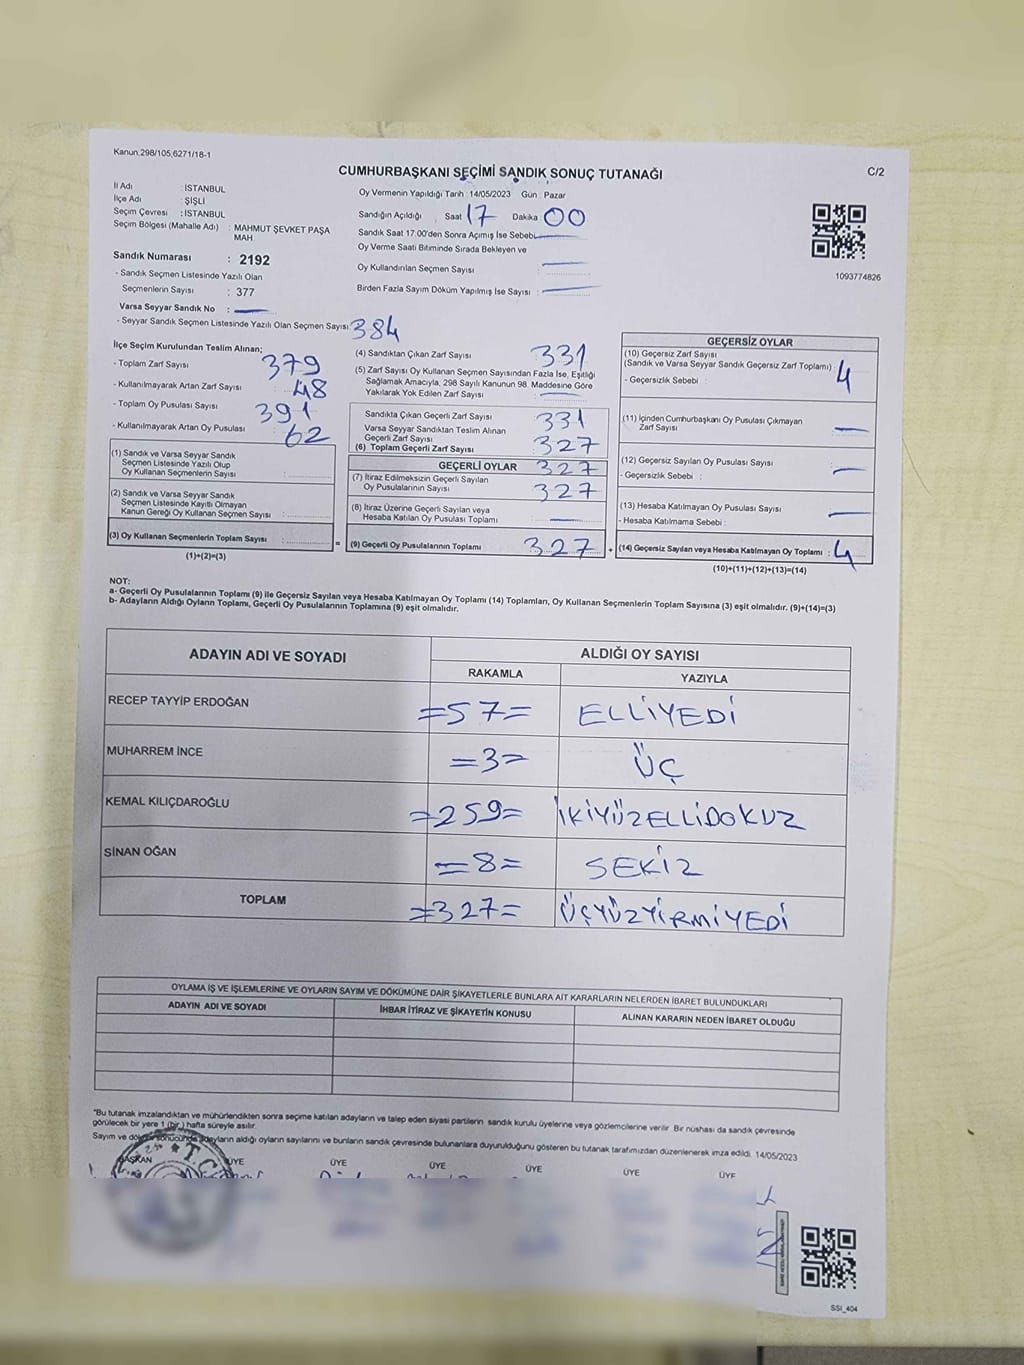 Kanun,298/105,6271/18-1
CUMHURBAŞKANI SEÇİMİ SANDIK SONUÇ TUTANAĞI
C/2
İl Adı : İSTANBUL
İlçe Adı : ŞİŞLİ
Seçim Çevresi : İSTANBUL
Seçim Bölgesi (Mahalle Adı) : MAHMUT ŞEVKET PAŞA MAH.
Oy Vermenin Yapıldığı Tarih : 14/05/2023 Gün : Pazar
Sandığın Açıldığı Saat 17 Dakika 00
Sandık Saat 17:00'den Sonra Açımış İse Sebebi
Oy Verme Saati Bitiminde Sırada Bekleyen ve
Oy Kullandırılan Seçmen Sayısı
Birden Fazla Sayım Döküm Yapılmış İse Sayısı :
1093774826
Sandık Numarası : 2192
- Sandık Seçmen Listesinde Yazılı Olan
Seçmenlerin Sayısı : 377
Varsa Seyyar Sandık No :
- Seyyar Sandık Seçmen Listesinde Yazılı Olan Seçmen Sayısı: 384
İlçe Seçim Kurulundan Teslim Alınan;
- Toplam Zarf Sayısı : 379
- Kullanılmayarak Artan Zarf Sayısı : 48
- Toplam Oy Pusulası Sayısı : 391
- Kullanılmayarak Artan Oy Pusulası : 62
(1) Sandık ve Varsa Seyyar Sandık
Seçmen Listesinde Yazılı Olup
Oy Kullanan Seçmenlerin Sayısı :
(2) Sandık ve Varsa Seyyar Sandık
Seçmen Listesinde Kayıtlı Olmayan
Kanun Gereği Oy Kullanan Seçmen Sayısı :
(3) Oy Kullanan Seçmenlerin Toplam Sayısı :
(1)+(2)=(3)
(4) Sandıktan Çıkan Zarf Sayısı 331
(5) Zarf Sayısı Oy Kullanan Seçmen Sayısından Fazla İse, Eşitliği
Sağlamak Amacıyla, 298 Sayılı Kanunun 98. Maddesine Göre
Yakılarak Yok Edilen Zarf Sayısı :
Sandıkta Çıkan Geçerli Zarf Sayısı 331
Varsa Seyyar Sandıktan Teslim Alınan
Geçerli Zarf Sayısı : 327
(6) Toplam Geçerli Zarf Sayısı :
GEÇERLİ OYLAR 327
(7) İtiraz Edilmeksizin Geçerli Sayılan
Oy Pusulalarının Sayısı : 327
(8) İtiraz Üzerine Geçerli Sayılan veya
Hesaba Katılan Oy Pusulası Toplamı :
= (9) Geçerli Oy Pusulalarının Toplamı : 327
GEÇERSİZ OYLAR
(10) Geçersiz Zarf Sayısı
(Sandık ve Varsa Seyyar Sandık Geçersiz Zarf Toplamı) : 4
- Geçersizlik Sebebi :
(11) İçinden Cumhurbaşkanı Oy Pusulası Çıkmayan
Zarf Sayısı
(12) Geçersiz Sayılan Oy Pusulası Sayısı :
- Geçersizlik Sebebi :
(13) Hesaba Katılmayan Oy Pusulası Sayısı :
- Hesaba Katılmama Sebebi :
+ (14) Geçersiz Sayılan veya Hesaba Katılmayan Oy Toplamı : 4
(10)+(11)+(12)+(13)=(14)
NOT:
a- Geçerli Oy Pusulalarının Toplamı (9) ile Geçersiz Sayılan veya Hesaba Katılmayan Oy Toplamı (14) Toplamları, Oy Kullanan Seçmenlerin Toplam Sayısına (3) eşit olmalıdır. (9)+(14)=(3)
b- Adayların Aldığı Oyların Toplamı, Geçerli Oy Pusulalarının Toplamına (9) eşit olmalıdır.
ADAYIN ADI VE SOYADI
ALDIĞI OY SAYISI
RAKAMLA YAZIYLA
RECEP TAYYİP ERDOĞAN =57= ELLİYEDİ
MUHARREM İNCE =3= ÜÇ
KEMAL KILIÇDAROĞLU =259= İKİYÜZELLİDOKUZ
SİNAN OĞAN =8= SEKİZ
TOPLAM =327= ÜÇYÜZYİRMİYEDİ
OYLAMA İŞ VE İŞLEMLERİNE VE OYLARIN SAYIM VE DÖKÜMÜNE DAİR ŞİKAYETLERLE BUNLARA AİT KARARLARIN NELERDEN İBARET BULUNDUKLARI
ADAYIN ADI VE SOYADI İHBAR İTİRAZ VE ŞİKAYETİN KONUSU ALINAN KARARIN NEDEN İBARET OLDUĞU
*Bu tutanak imzalandıktan ve mühürlendikten sonra seçime katılan adayların ve talep eden siyasi partilerin sandık kurulu üyelerine veya gözlemcilerine verilir. Bir nüshası da sandık çevresinde
görülecek bir yere 1 (bir ) hafta süreyle asılır.
Sayım ve döküm sonucunda adayların aldığı oyların sayılarını ve bunların sandık çevresinde bulunanlara duyurulduğunu gösteren bu tutanak tarafımızdan düzenlenerek imza edildi. 14/05/2023
BAŞKAN ÜYE ÜYE ÜYE ÜYE ÜYE ÜYE
T.C.
SSI_404